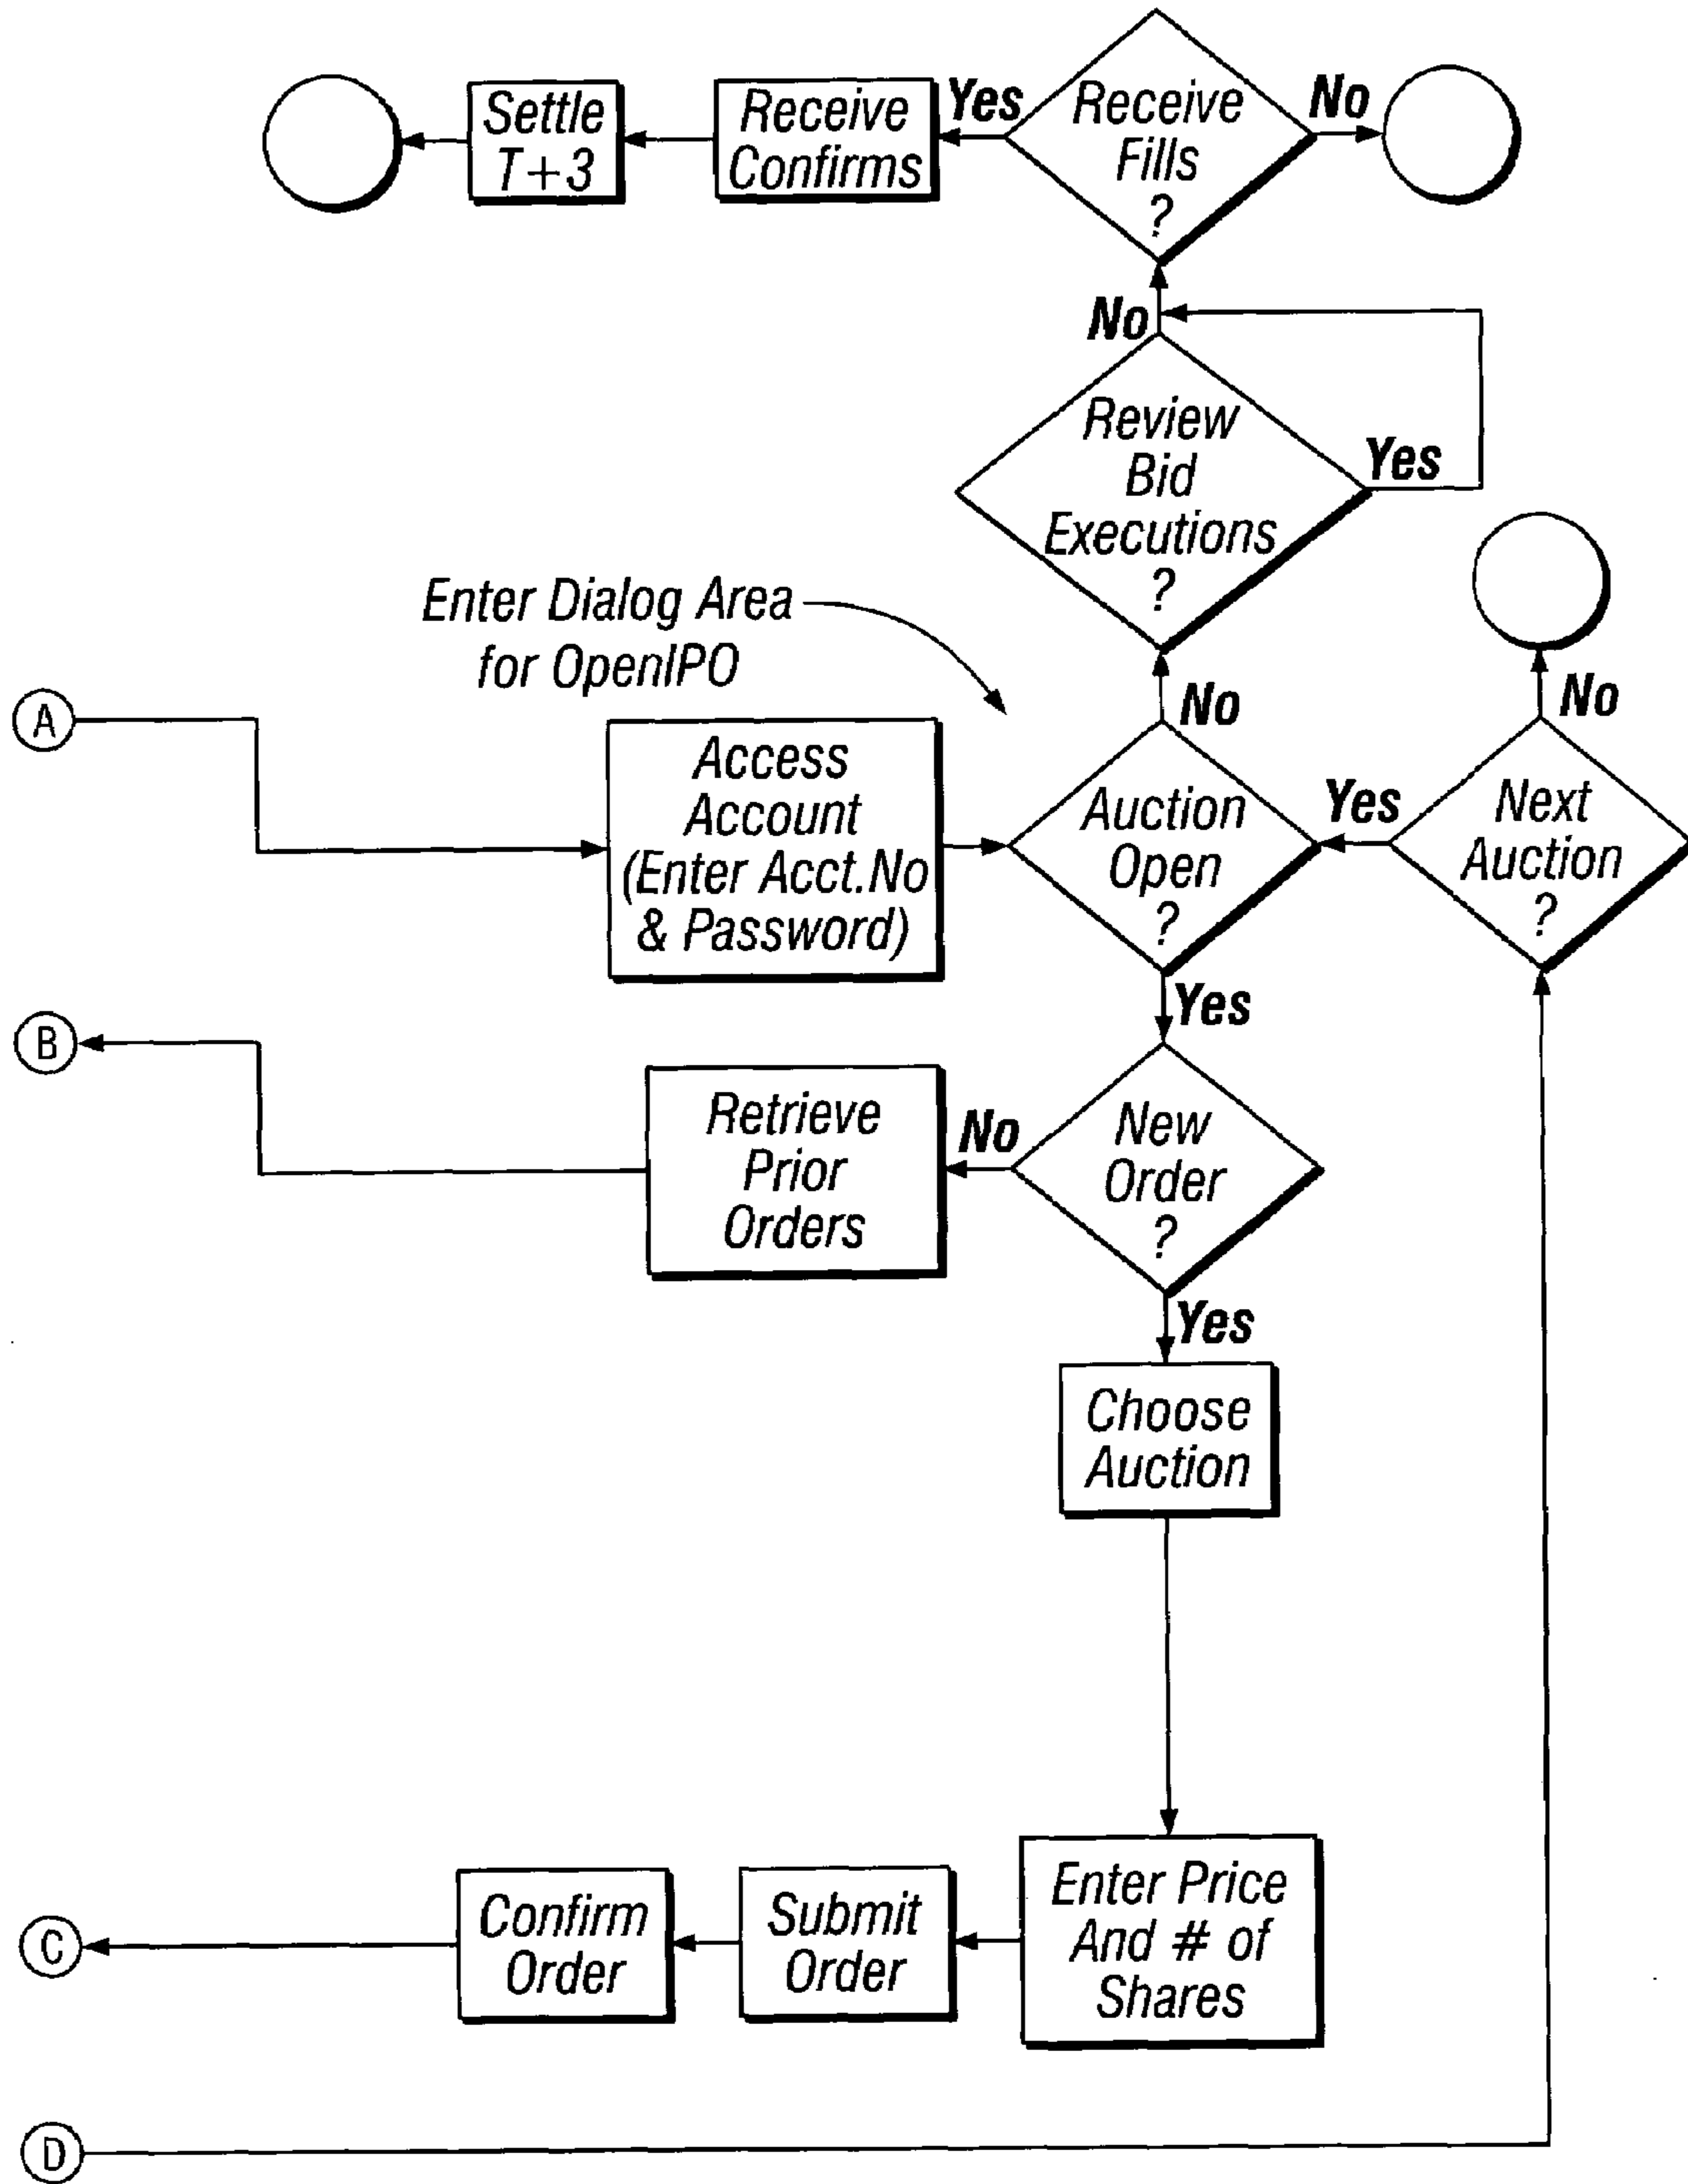 Settle
T+3
Receive
Confirms
Yes
Receive
Fills
?
No
No
Review
Bid
Executions
?
Yes
Enter Dialog Area
for OpenIPO
No
No
A
Access
Account
(Enter Acct.No
& Password)
Auction
Open
?
Yes
Next
Auction
?
Yes
B
Retrieve
Prior
Orders
No
New
Order
?
Yes
Choose
Auction
C
Confirm
Order
Submit
Order
Enter Price
And # of
Shares
D